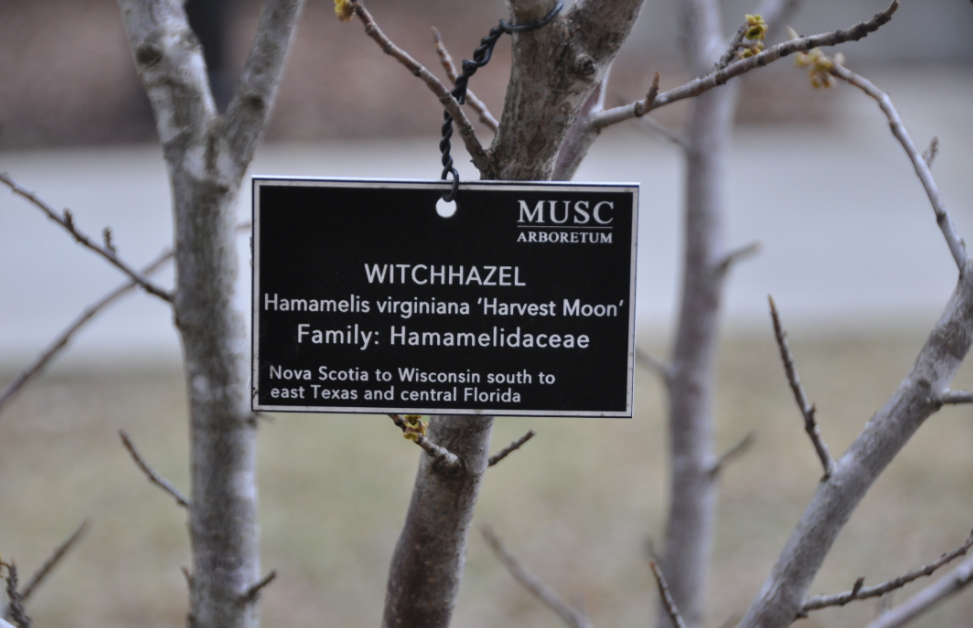 MUSC
ARBORETUM
WITCHHAZEL
Hamamelis virginiana 'Harvest Moon'
Family: Hamamelidaceae
Nova Scotia to Wisconsin south to
east Texas and central Florida